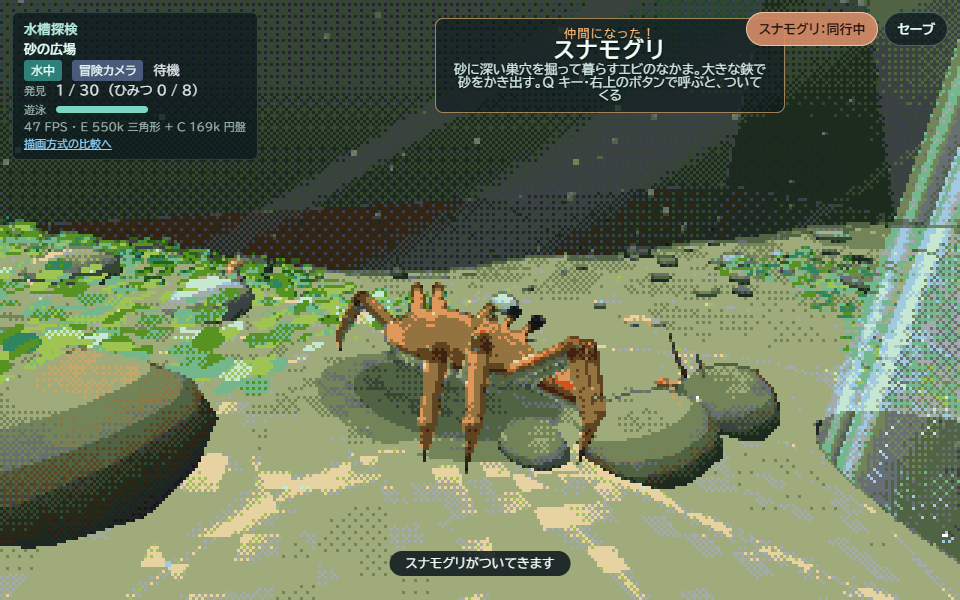 水槽探検
砂の広場
水中 冒険カメラ 待機
発見 1 / 30（ひみつ 0 / 8）
遊泳
47 FPS · E 550k 三角形 + C 169k 円盤
描画方式の比較へ
仲間になった！
スナモグリ
砂に深い巣穴を掘って暮らすエビのなかま。大きな鋏で
砂をかき出す。Q キー・右上のボタンで呼ぶと、ついて
くる
スナモグリ：同行中
セーブ
スナモグリがついてきます